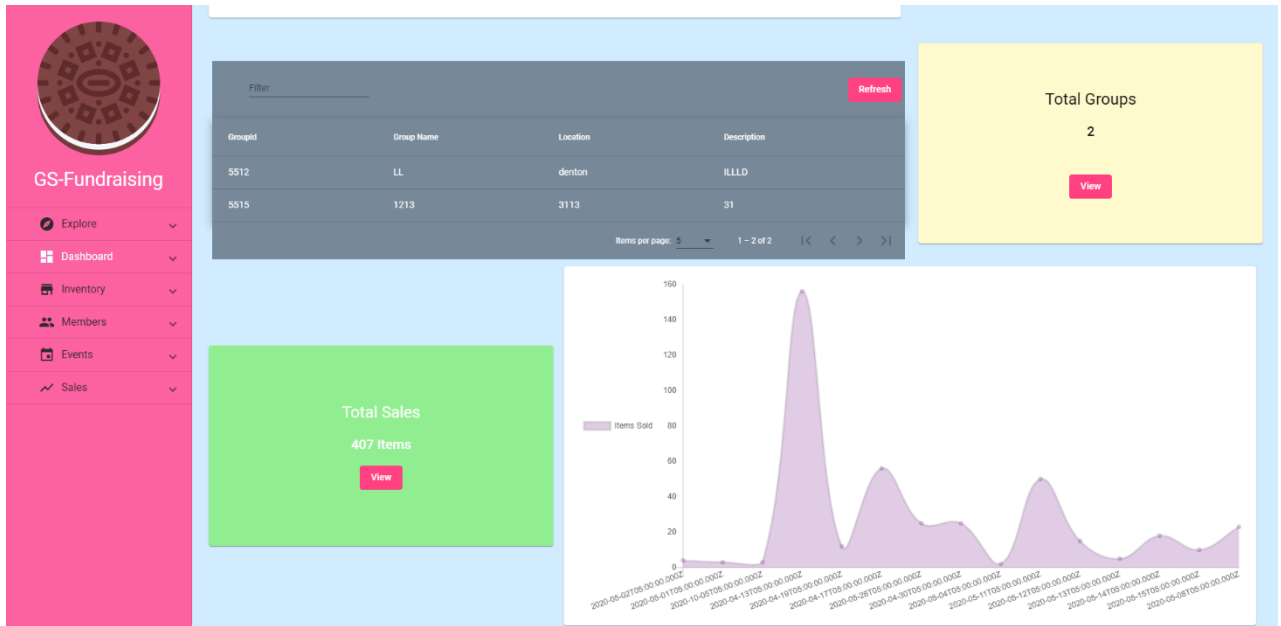 GS-Fundraising
Explore
Dashboard
Inventory
Members
Events
Sales
Filter
Refresh
GroupId Group Name Location Description
5512 LL denton ILLLD
5515 1213 3113 31
Items per page: 5 1 – 2 of 2
Total Groups
2
View
Total Sales
407 Items
View
Items Sold
160
140
120
100
80
60
40
20
0
2020-05-02T05:00:00.000Z
2020-05-01T05:00:00.000Z
2020-10-05T05:00:00.000Z
2020-04-13T05:00:00.000Z
2020-04-19T05:00:00.000Z
2020-04-17T05:00:00.000Z
2020-05-28T05:00:00.000Z
2020-04-30T05:00:00.000Z
2020-05-04T05:00:00.000Z
2020-05-11T05:00:00.000Z
2020-05-12T05:00:00.000Z
2020-05-13T05:00:00.000Z
2020-05-14T05:00:00.000Z
2020-05-15T05:00:00.000Z
2020-05-08T05:00:00.000Z